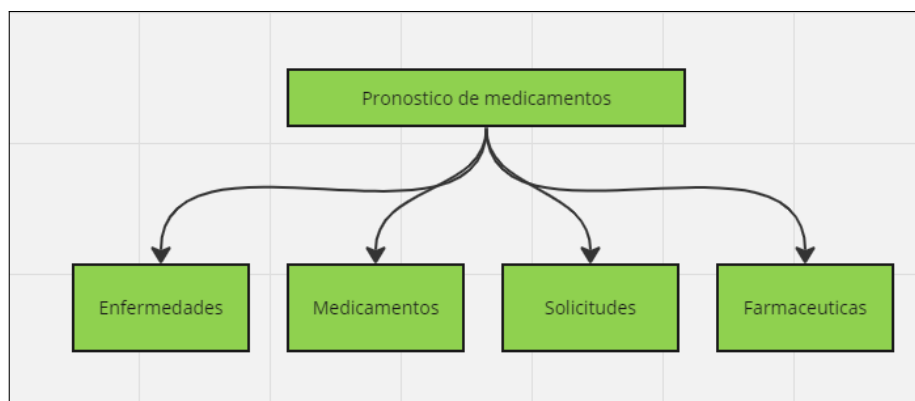 Pronostico de medicamentos
Enfermedades
Medicamentos
Solicitudes
Farmaceuticas